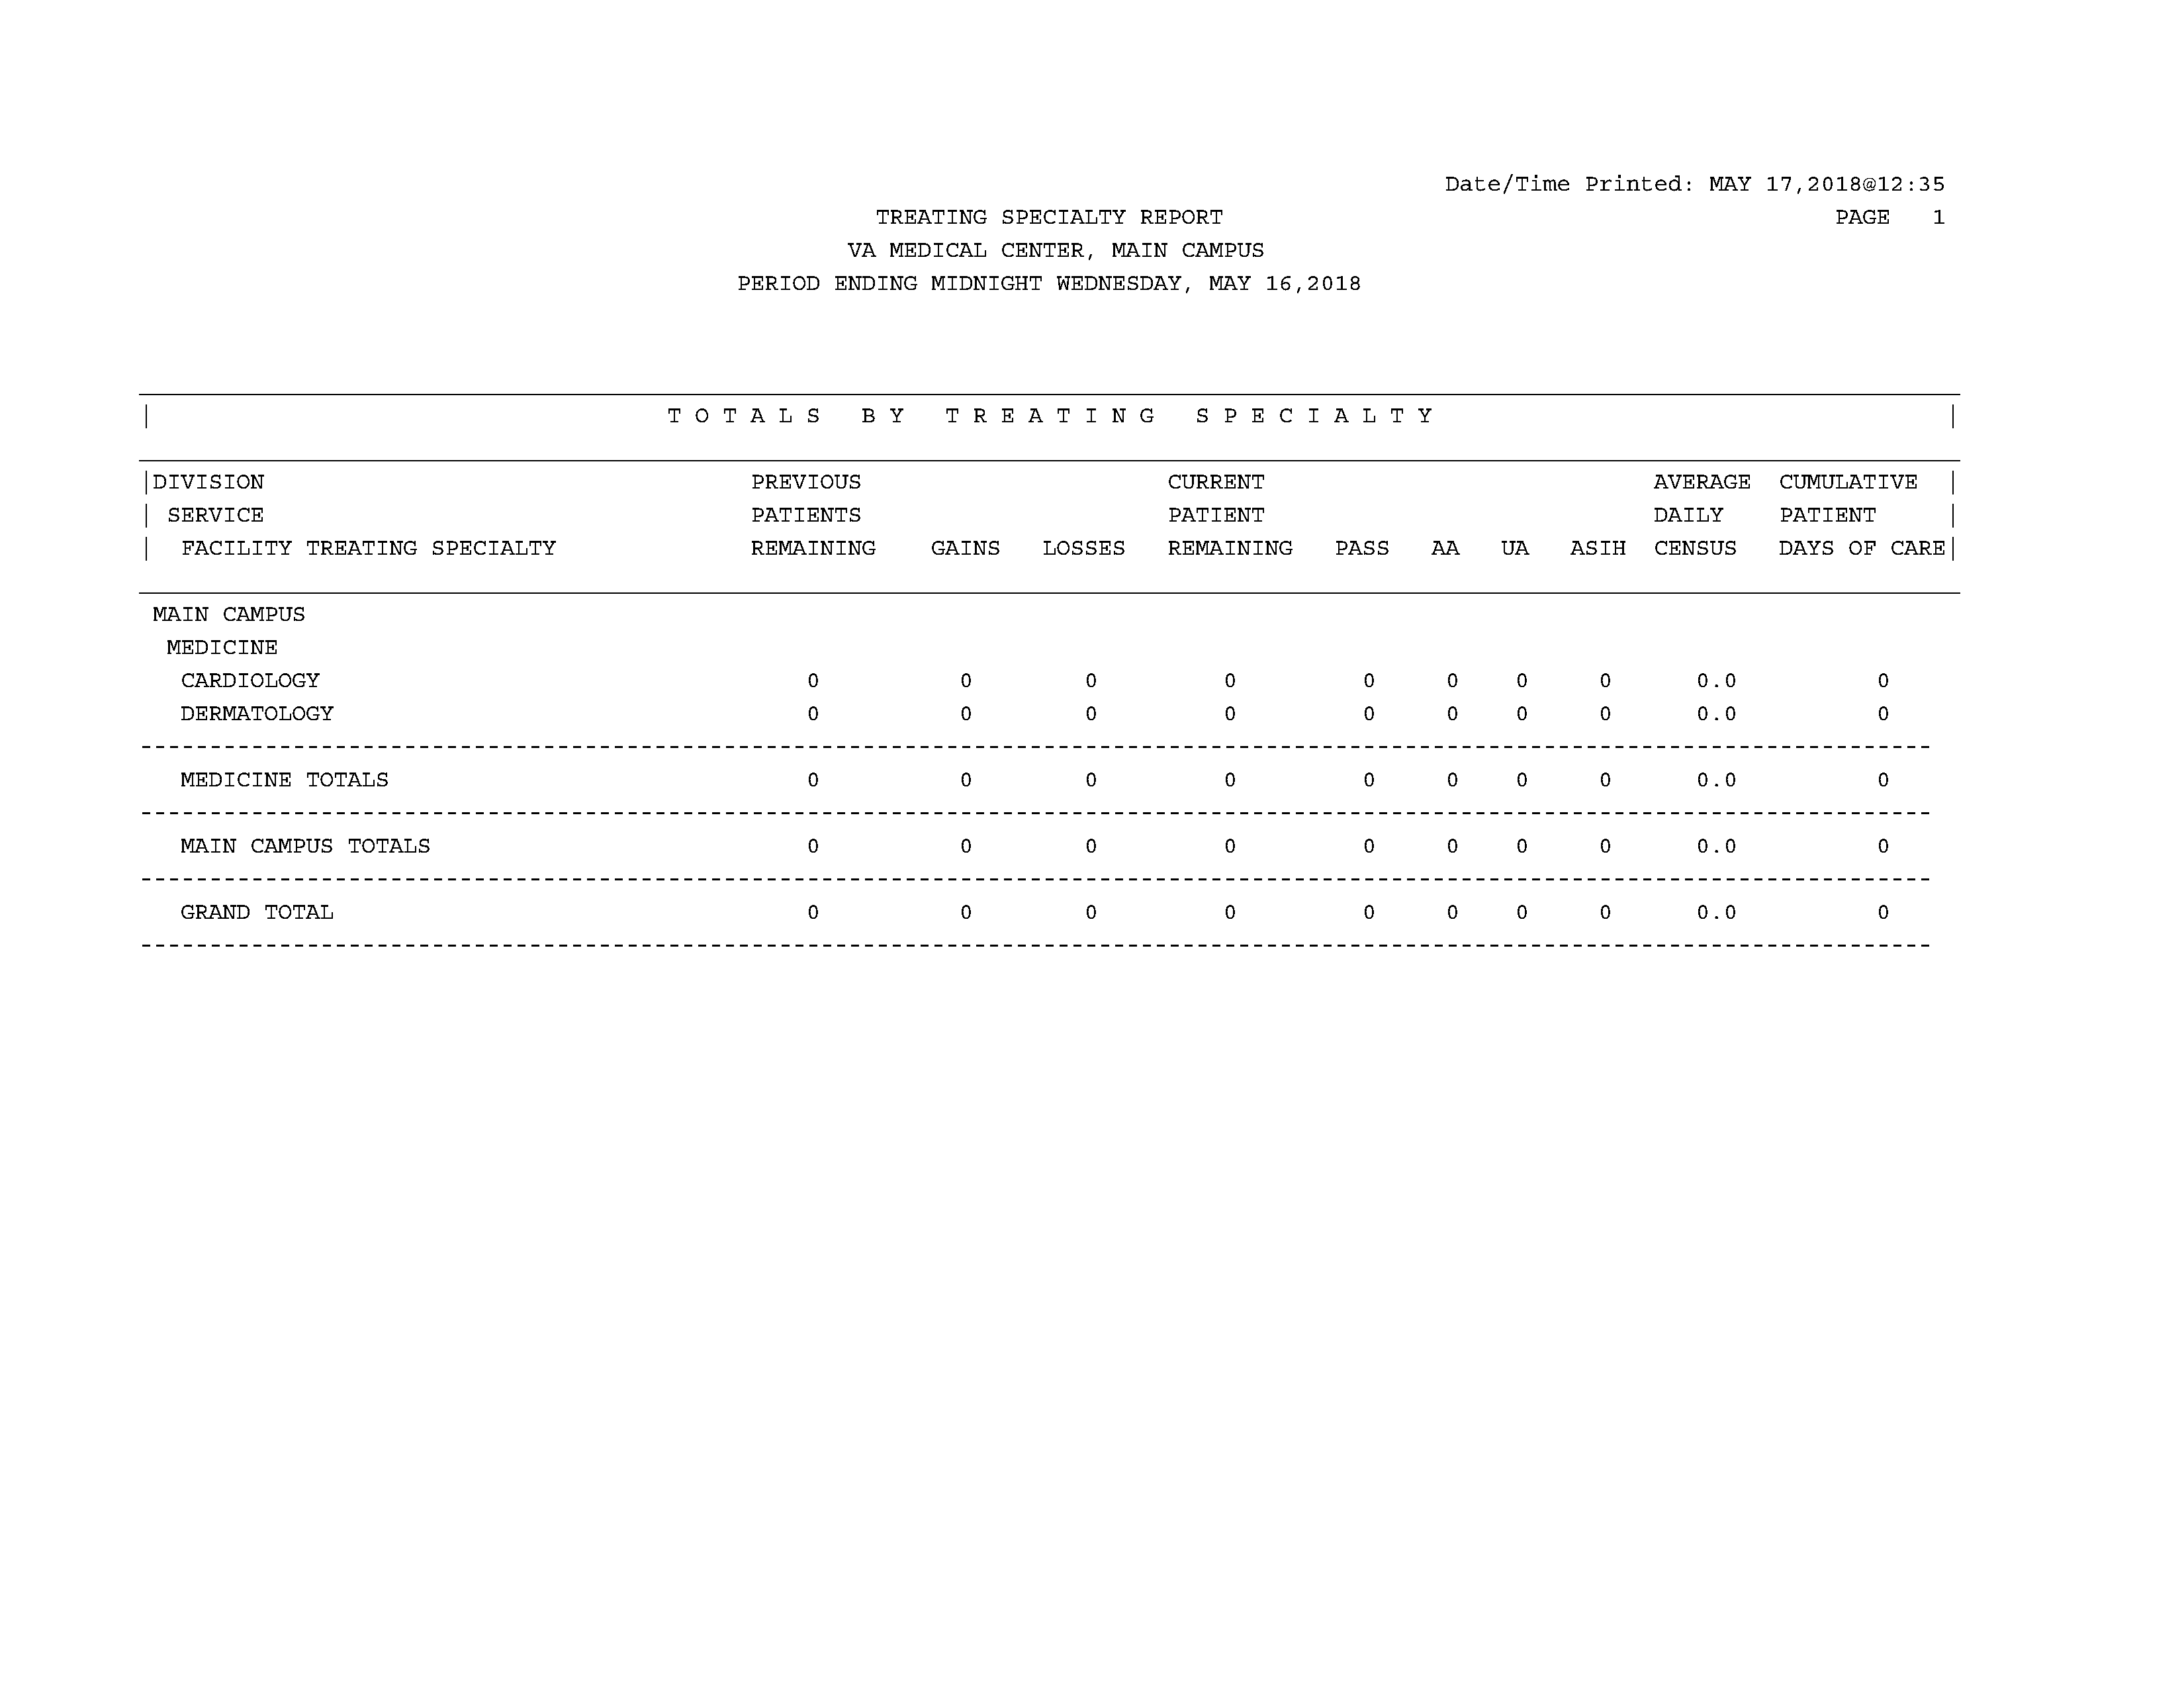 Date/Time Printed: MAY 17,2018@12:35
TREATING SPECIALTY REPORT PAGE 1
VA MEDICAL CENTER, MAIN CAMPUS
PERIOD ENDING MIDNIGHT WEDNESDAY, MAY 16,2018
| T O T A L S B Y T R E A T I N G S P E C I A L T Y |
|DIVISION PREVIOUS CURRENT AVERAGE CUMULATIVE |
| SERVICE PATIENTS PATIENT DAILY PATIENT |
| FACILITY TREATING SPECIALTY REMAINING GAINS LOSSES REMAINING PASS AA UA ASIH CENSUS DAYS OF CARE|
MAIN CAMPUS
MEDICINE
CARDIOLOGY 0 0 0 0 0 0 0 0 0.0 0
DERMATOLOGY 0 0 0 0 0 0 0 0 0.0 0
MEDICINE TOTALS 0 0 0 0 0 0 0 0 0.0 0
MAIN CAMPUS TOTALS 0 0 0 0 0 0 0 0 0.0 0
GRAND TOTAL 0 0 0 0 0 0 0 0 0.0 0